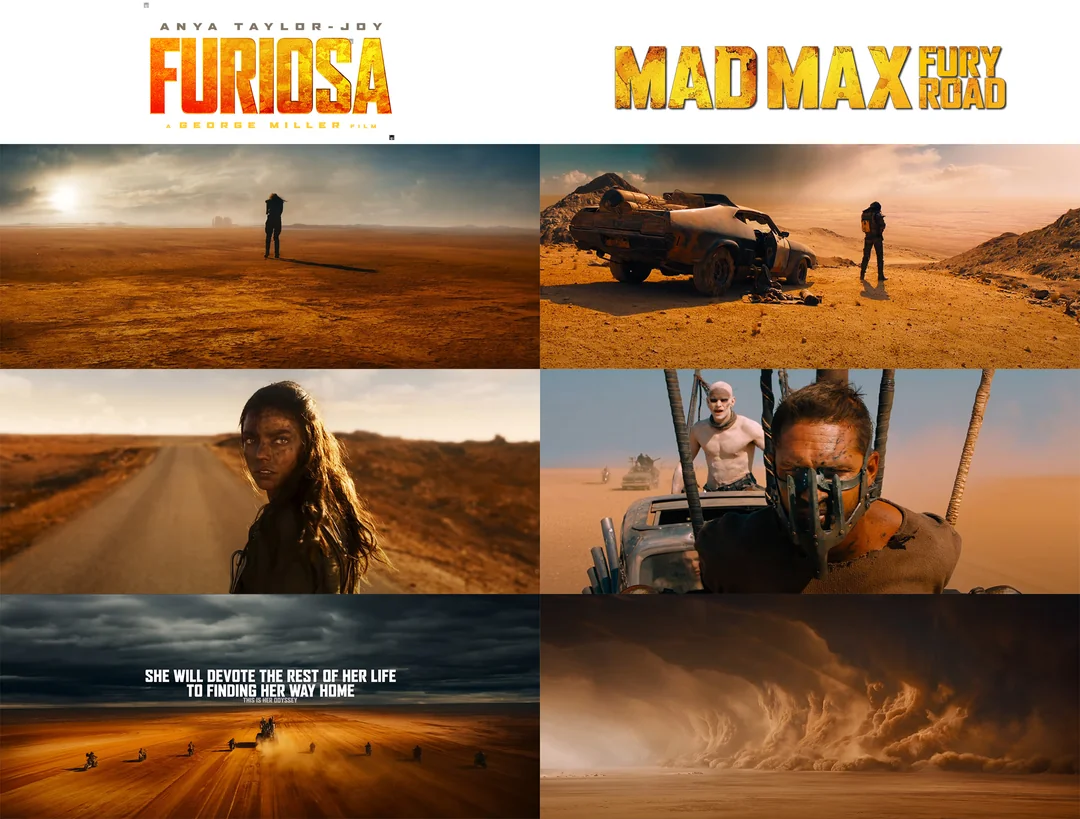 ANYA TAYLOR-JOY
FURIOSA
A GEORGE MILLER FILM
MAD MAX FURY ROAD
SHE WILL DEVOTE THE REST OF HER LIFE
TO FINDING HER WAY HOME
THIS IS HER ODYSSEY